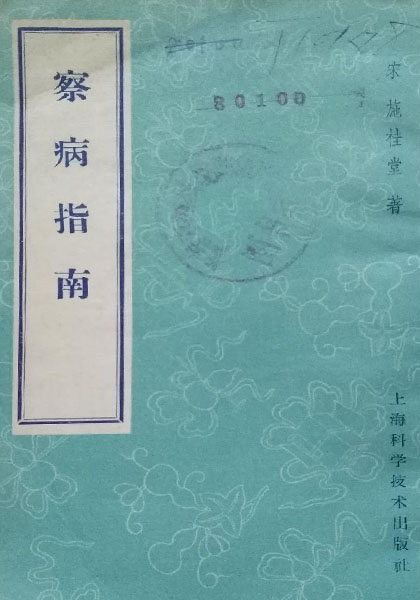 察病指南
宋 施桂堂 著
80100
上海科学技术出版社